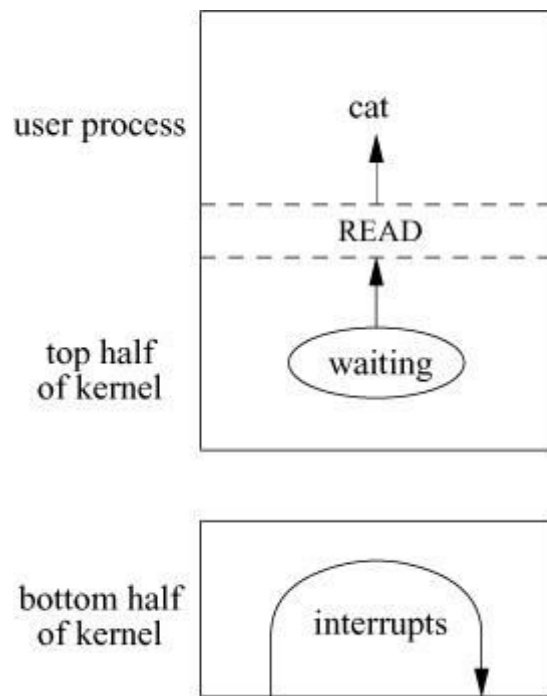 cat
user process
READ
top half
of kernel
waiting
bottom half
of kernel
interrupts